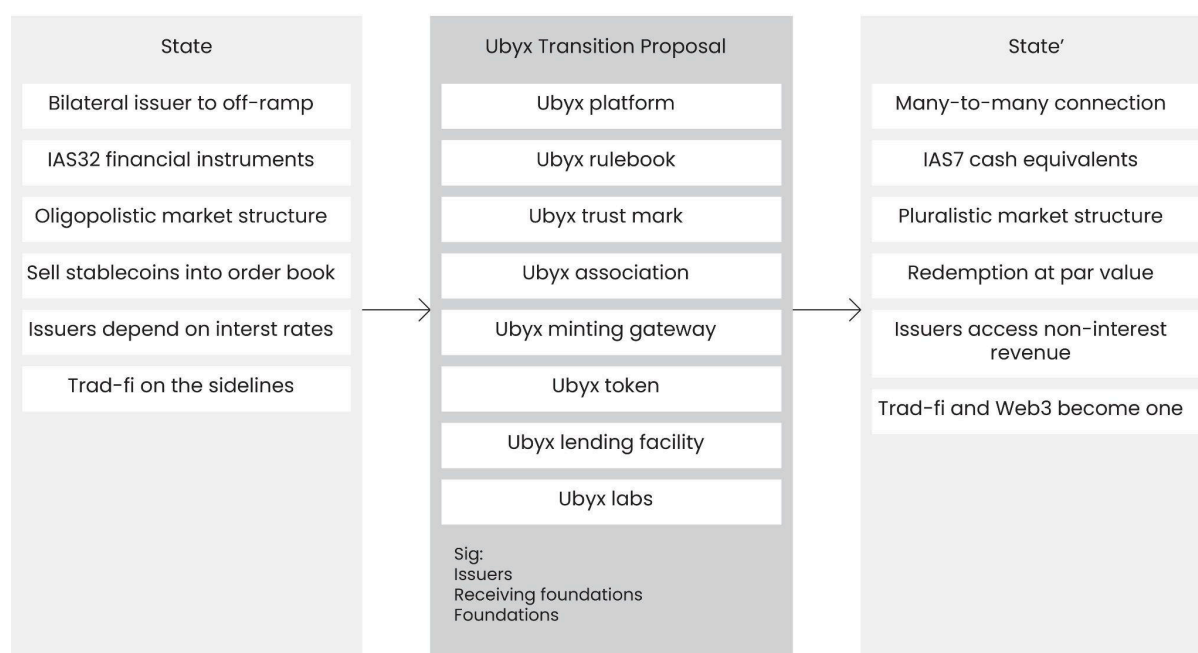 State
Bilateral issuer to off-ramp
IAS32 financial instruments
Oligopolistic market structure
Sell stablecoins into order book
Issuers depend on interst rates
Trad-fi on the sidelines
Ubyx Transition Proposal
Ubyx platform
Ubyx rulebook
Ubyx trust mark
Ubyx association
Ubyx minting gateway
Ubyx token
Ubyx lending facility
Ubyx labs
Sig:
Issuers
Receiving foundations
Foundations
State’
Many-to-many connection
IAS7 cash equivalents
Pluralistic market structure
Redemption at par value
Issuers access non-interest
revenue
Trad-fi and Web3 become one